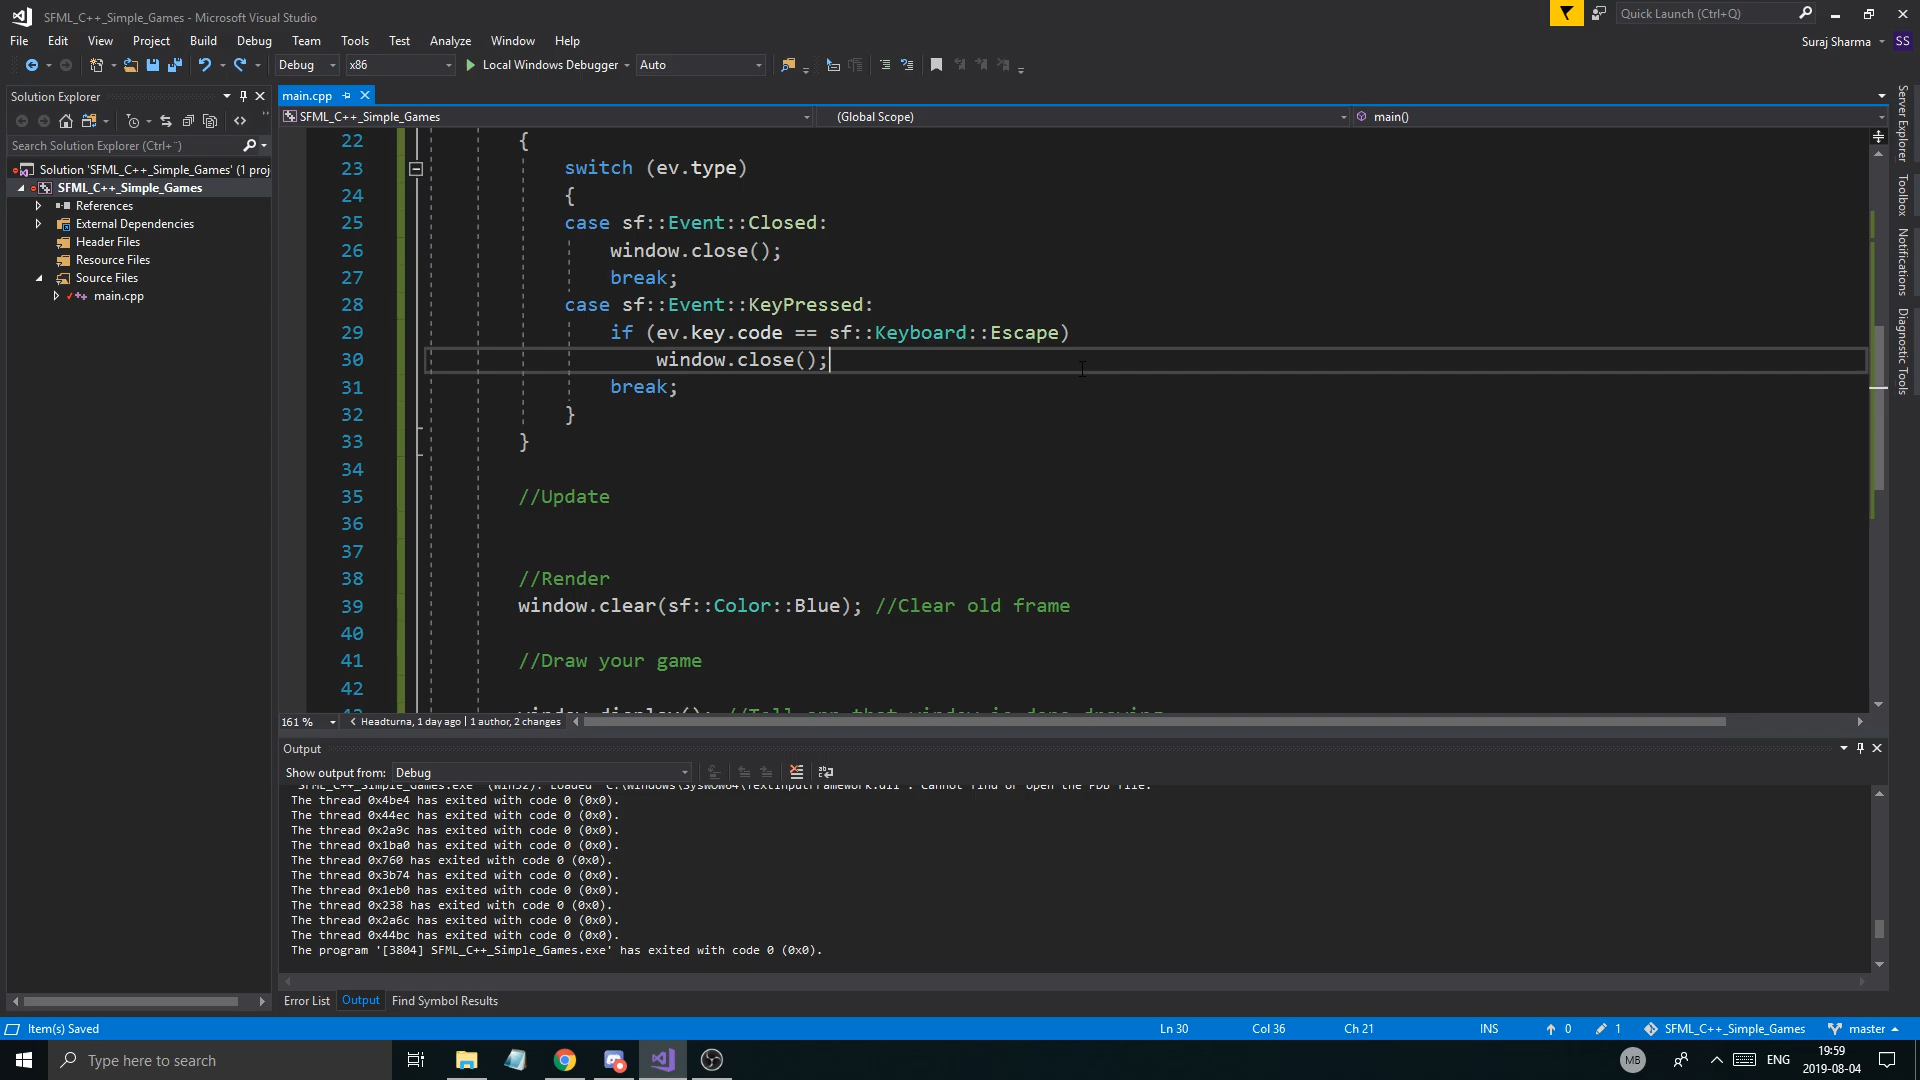 SFML_C++_Simple_Games - Microsoft Visual Studio
Quick Launch (Ctrl+Q)
File Edit View Project Build Debug Team Tools Test Analyze Window Help
Suraj Sharma SS
Debug x86 Local Windows Debugger Auto
Solution Explorer
Search Solution Explorer (Ctrl+¨)
Solution 'SFML_C++_Simple_Games' (1 proj
SFML_C++_Simple_Games
References
External Dependencies
Header Files
Resource Files
Source Files
main.cpp
main.cpp
SFML_C++_Simple_Games (Global Scope) main()
22 {
23 switch (ev.type)
24 {
25 case sf::Event::Closed:
26 window.close();
27 break;
28 case sf::Event::KeyPressed:
29 if (ev.key.code == sf::Keyboard::Escape)
30 window.close();
31 break;
32 }
33 }
34
35 //Update
36
37
38 //Render
39 window.clear(sf::Color::Blue); //Clear old frame
40
41 //Draw your game
42
43 window.display(); //Tell app that window is done drawing
161 % Headturna, 1 day ago | 1 author, 2 changes
Server Explorer
Toolbox
Notifications
Diagnostic Tools
Output
Show output from: Debug
'SFML_C++_Simple_Games.exe' (Win32): Loaded 'C:\Windows\SysWOW64\TextInputFramework.dll'. Cannot find or open the PDB file.
The thread 0x4be4 has exited with code 0 (0x0).
The thread 0x44ec has exited with code 0 (0x0).
The thread 0x2a9c has exited with code 0 (0x0).
The thread 0x1ba0 has exited with code 0 (0x0).
The thread 0x760 has exited with code 0 (0x0).
The thread 0x3b74 has exited with code 0 (0x0).
The thread 0x1eb0 has exited with code 0 (0x0).
The thread 0x238 has exited with code 0 (0x0).
The thread 0x2a6c has exited with code 0 (0x0).
The thread 0x44bc has exited with code 0 (0x0).
The program '[3804] SFML_C++_Simple_Games.exe' has exited with code 0 (0x0).
Error List Output Find Symbol Results
Item(s) Saved Ln 30 Col 36 Ch 21 INS 0 1 SFML_C++_Simple_Games master
Type here to search
MB ENG
19:59
2019-08-04